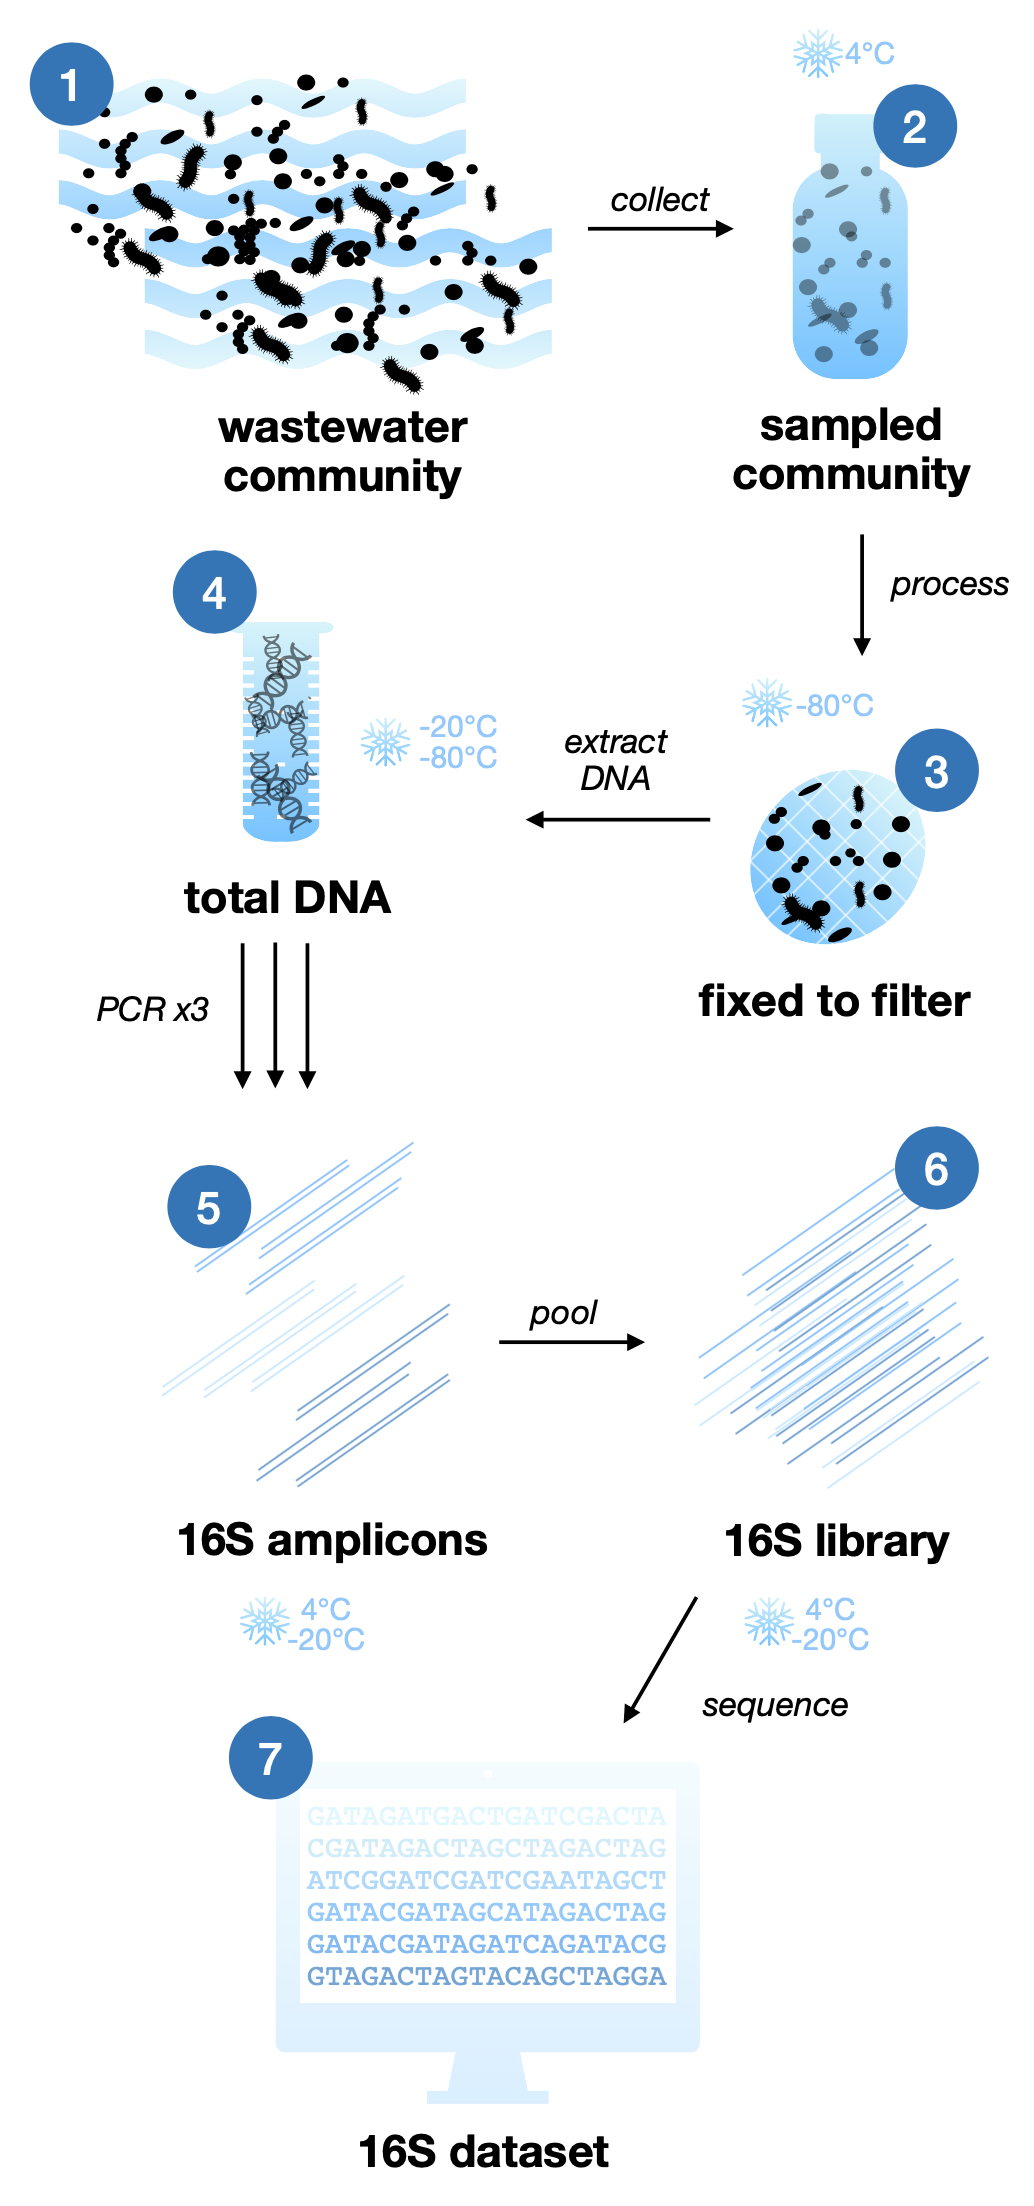 1
4°C
2
collect
wastewater
community
sampled
community
process
4
-80°C
-20°C
-80°C
extract
DNA
3
total DNA
fixed to filter
PCR x3
5
6
pool
16S amplicons
16S library
4°C
-20°C
4°C
-20°C
sequence
7
GATAGATGACTGATCGACTA
CGATAGACTAGCTAGACTAG
ATCGGATCGATCGAATAGCT
GATACGATAGCATAGACTAG
GATACGATAGATCAGATACG
GTAGACTAGTACAGCTAGGA
16S dataset